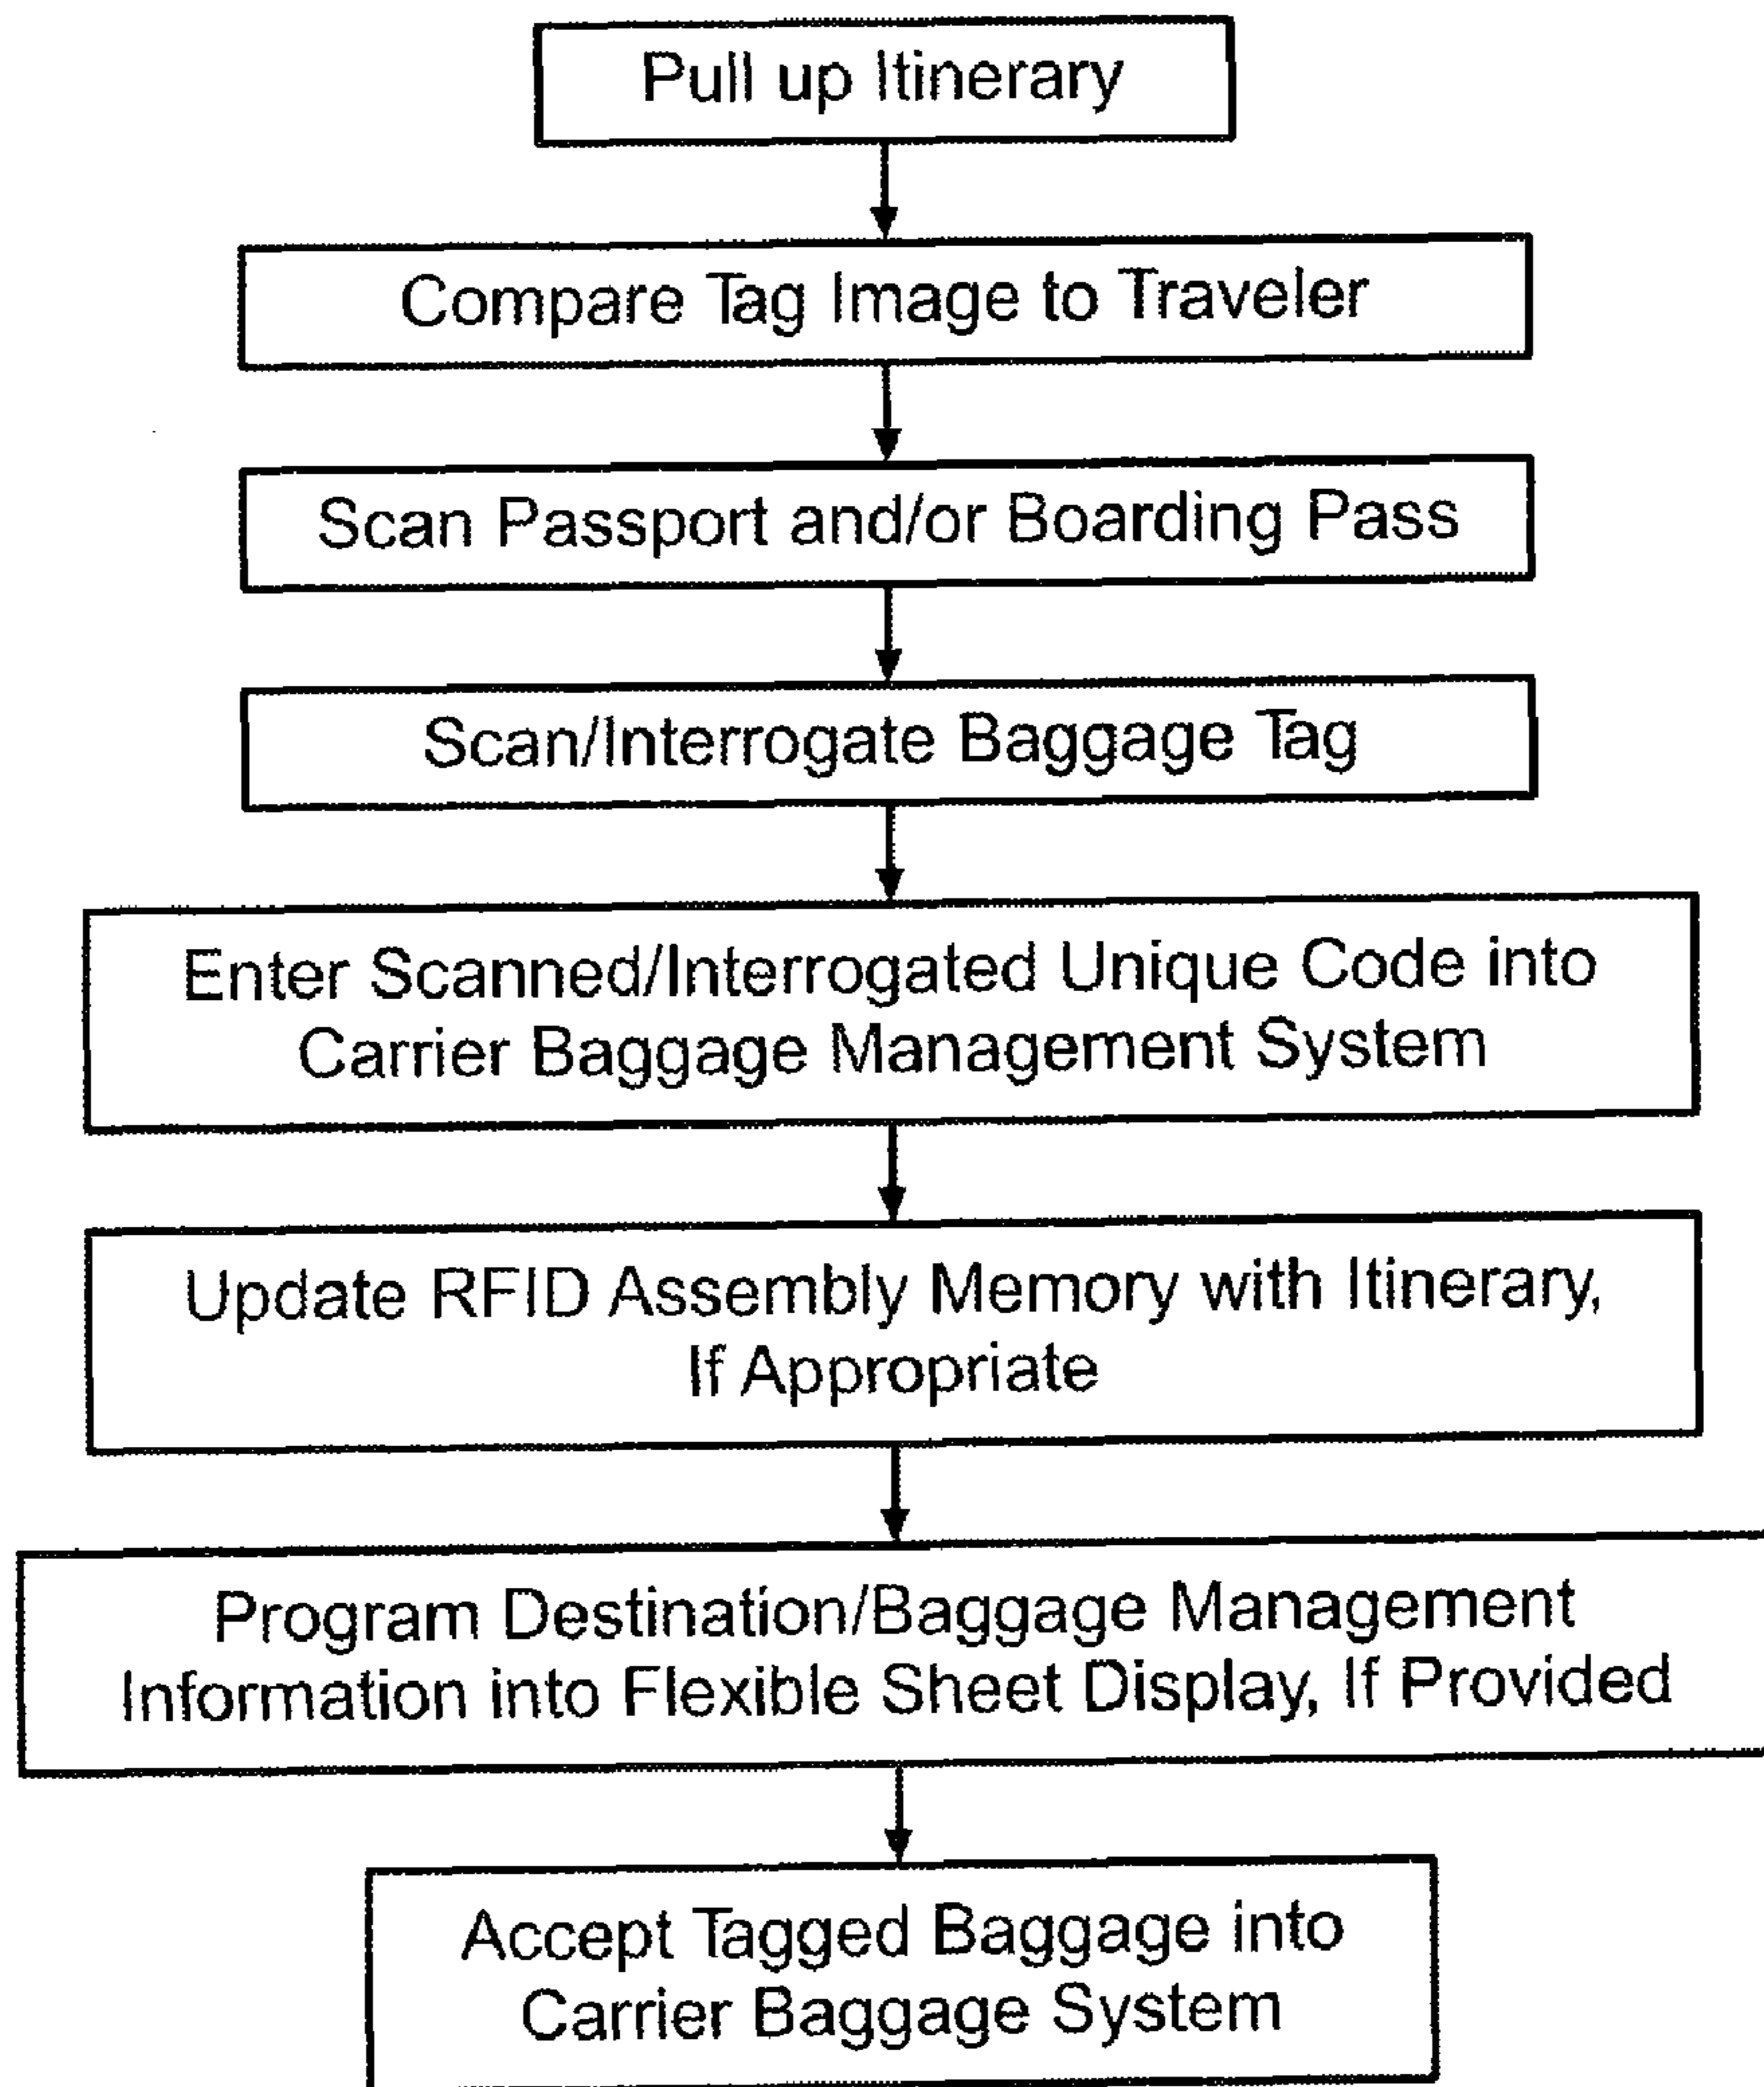 Pull up Itinerary
Compare Tag Image to Traveler
Scan Passport and/or Boarding Pass
Scan/Interrogate Baggage Tag
Enter Scanned/Interrogated Unique Code into
Carrier Baggage Management System
Update RFID Assembly Memory with Itinerary,
If Appropriate
Program Destination/Baggage Management
Information into Flexible Sheet Display, If Provided
Accept Tagged Baggage into
Carrier Baggage System